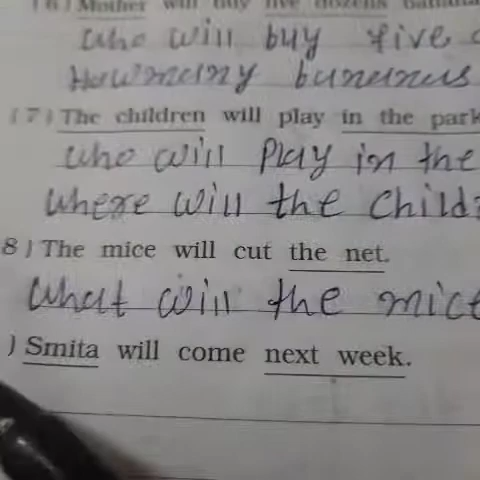 (6) Mother will buy five dozens
Who will buy five
Howmany bananas
(7) The children will play in the park
Who will Play in the
Where will the Child
8) The mice will cut the net.
What will the mice
) Smita will come next week.